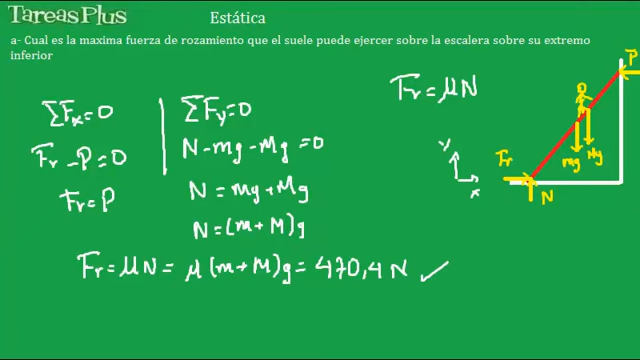 TareasPlus
Estática
a- Cual es la maxima fuerza de rozamiento que el suele puede ejercer sobre la escalera sobre su extremo
inferior
ΣFx=0
Fr -P=0
Fr=P
ΣFy=0
N-mg-Mg=0
N=mg+Mg
N=(m+M)g
Fr=μN=μ(m+M)g=470,4N ✓
Fr=μN
y
x
P
mg
Mg
Fr
N